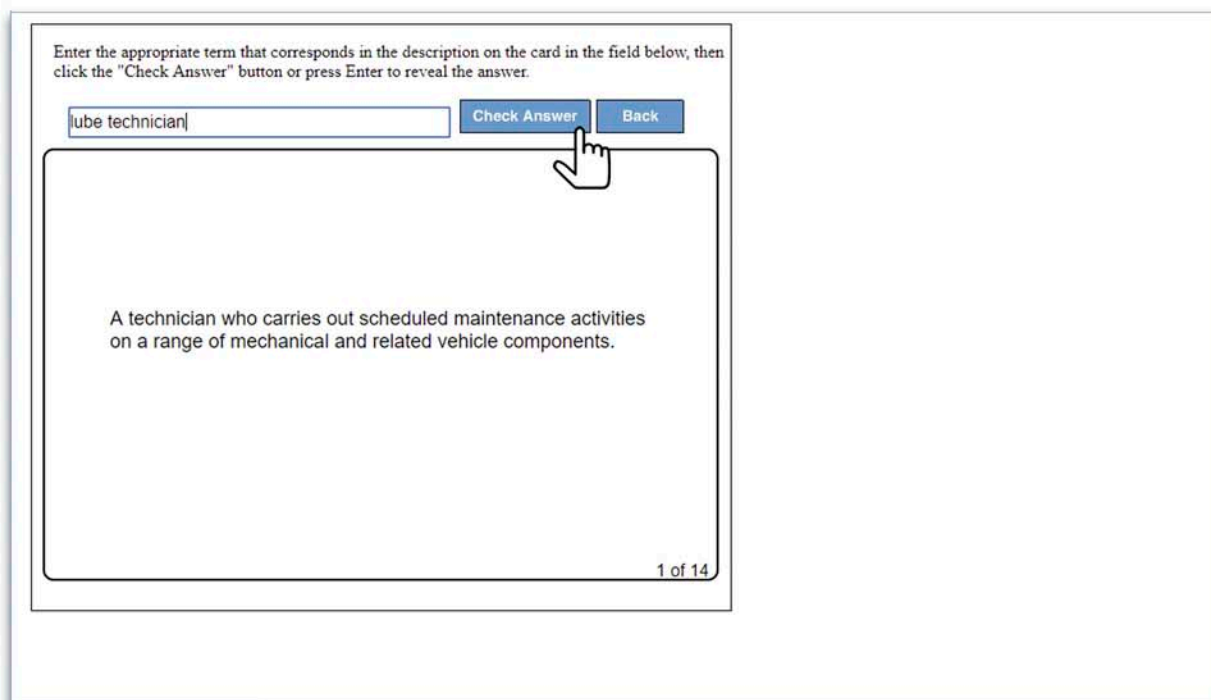 Enter the appropriate term that corresponds in the description on the card in the field below, then
click the "Check Answer" button or press Enter to reveal the answer.
lube technician
Check Answer
Back
A technician who carries out scheduled maintenance activities
on a range of mechanical and related vehicle components.
1 of 14